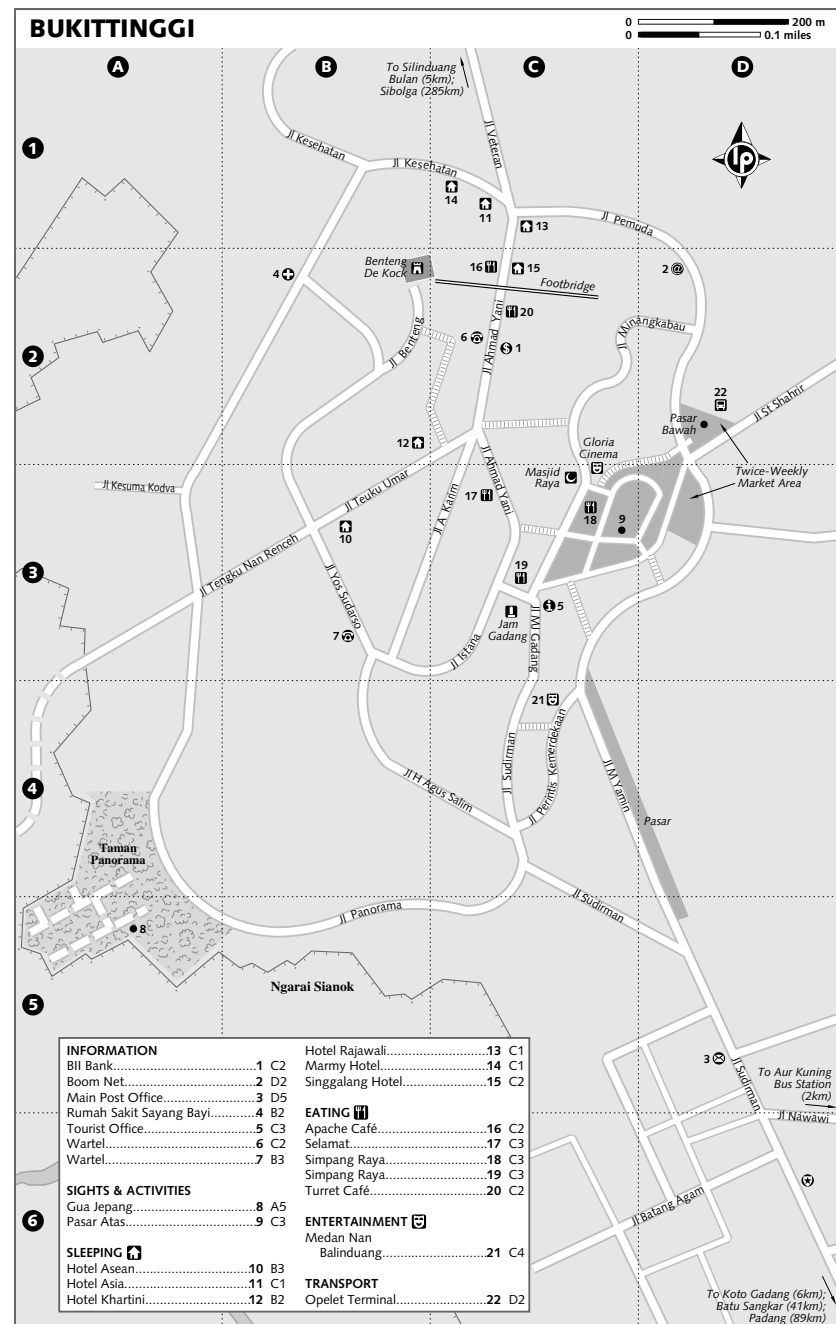 BUKITTINGGI
0 200 m
0 0.1 miles
A
B
C
D
1
2
3
4
5
6
To Silinduang
Bulan (5km);
Sibolga (285km)
Jl Veteran
Jl Kesehatan
Jl Kesehatan
lp
14
11
13
Jl Pemuda
Benteng
De Kock
4
16
15
2 @
Footbridge
20
6
$ 1
Jl Benteng
Jl Ahmad Yani
Jl Minangkabau
22
Jl St Shahrir
Pasar
Bawah
12
Gloria
Cinema
Masjid
Raya
Twice-Weekly
Market Area
Jl Kesuma Kodva
Jl Teuku Umar
Jl Ahmad Yani
Jl A Karim
17
18
9
10
Jl Tengku Nan Renceh
Jl Yos Sudarso
19
5
Jam
Gadang
Jl MJ Gadang
7
Jl Istana
21
Jl Sudirman
Jl Perintis Kemerdekaan
Jl M Yamin
Jl H Agus Salim
Pasar
Taman
Panorama
Jl Sudirman
Jl Panorama
8
Ngarai Sianok
3
Jl Sudirman
To Aur Kuning
Bus Station
(2km)
Jl Nawawi
Jl Batang Agam
To Koto Gadang (6km);
Batu Sangkar (41km);
Padang (89km)
INFORMATION
BII Bank...1 C2
Boom Net...2 D2
Main Post Office...3 D5
Rumah Sakit Sayang Bayi...4 B2
Tourist Office...5 C3
Wartel...6 C2
Wartel...7 B3
SIGHTS & ACTIVITIES
Gua Jepang...8 A5
Pasar Atas...9 C3
SLEEPING
Hotel Asean...10 B3
Hotel Asia...11 C1
Hotel Khartini...12 B2
Hotel Rajawali...13 C1
Marmy Hotel...14 C1
Singgalang Hotel...15 C2
EATING
Apache Café...16 C2
Selamat...17 C3
Simpang Raya...18 C3
Simpang Raya...19 C3
Turret Café...20 C2
ENTERTAINMENT
Medan Nan
Balinduang...21 C4
TRANSPORT
Opelet Terminal...22 D2